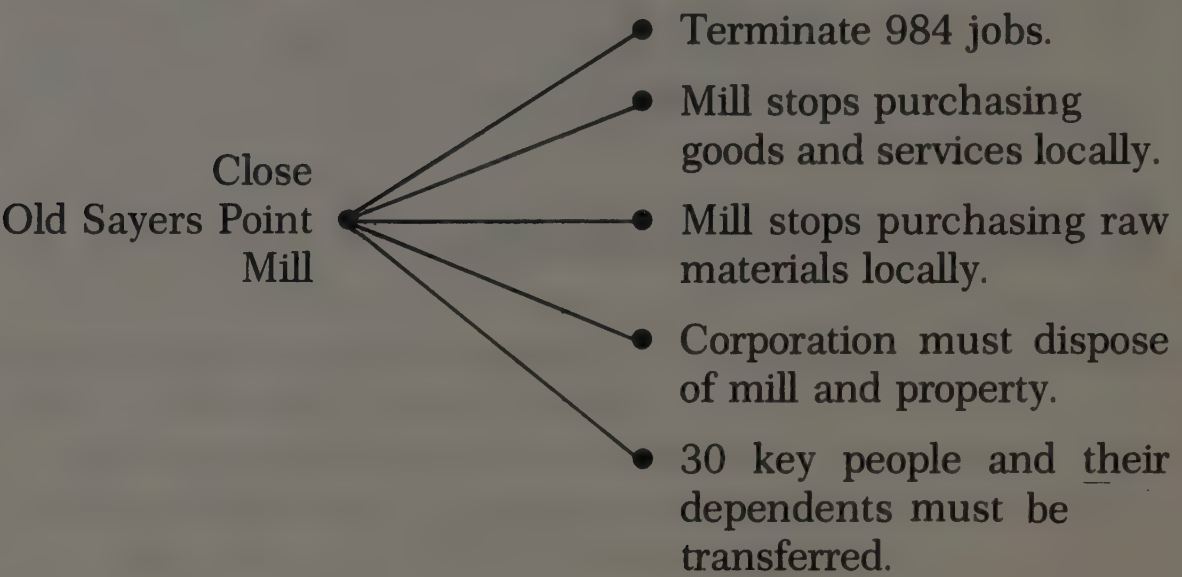 Close
Old Sayers Point
Mill
Terminate 984 jobs.
Mill stops purchasing
goods and services locally.
Mill stops purchasing raw
materials locally.
Corporation must dispose
of mill and property.
30 key people and their
dependents must be
transferred.